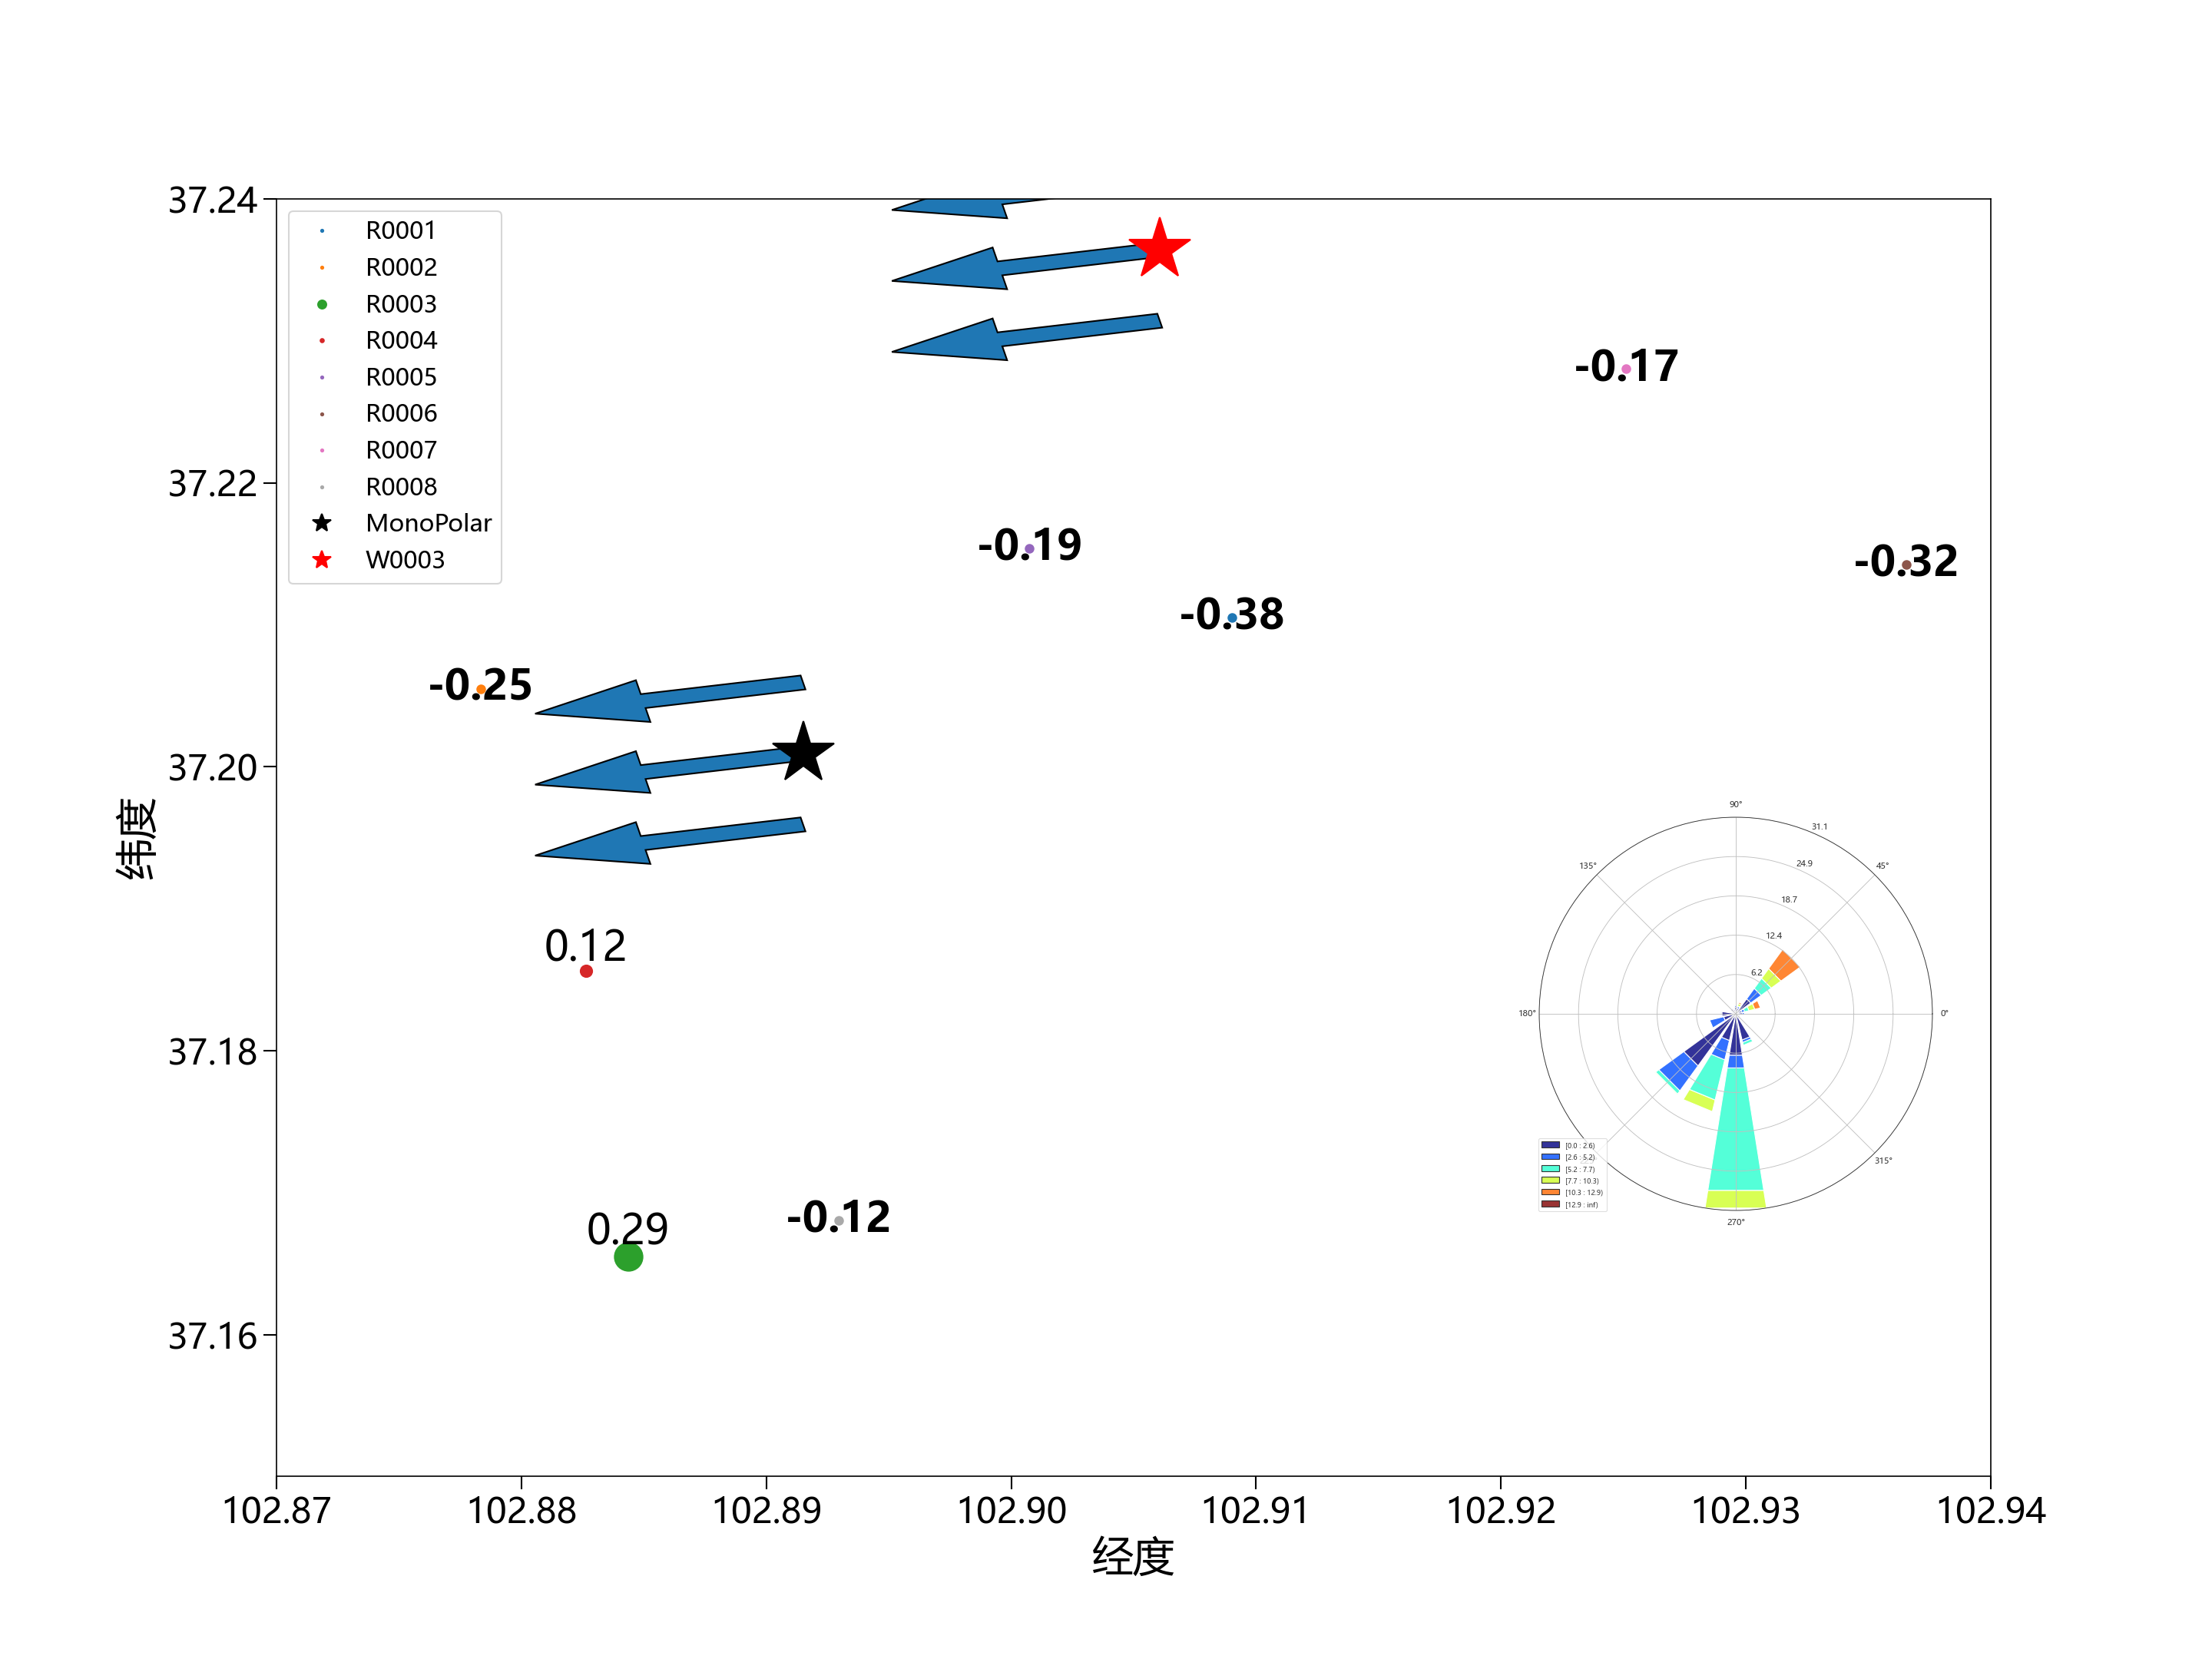 37.24
37.22
37.20
37.18
37.16
纬度
R0001
R0002
R0003
R0004
R0005
R0006
R0007
R0008
MonoPolar
W0003
-0.17
-0.19
-0.32
-0.38
-0.25
0.12
0.29
-0.12
90°
31.1
135°
24.9
45°
18.7
12.4
6.2
180°
0°
315°
270°
[0.0 : 2.6)
[2.6 : 5.2)
[5.2 : 7.7)
[7.7 : 10.3)
[10.3 : 12.9)
[12.9 : inf)
102.87
102.88
102.89
102.90
102.91
102.92
102.93
102.94
经度